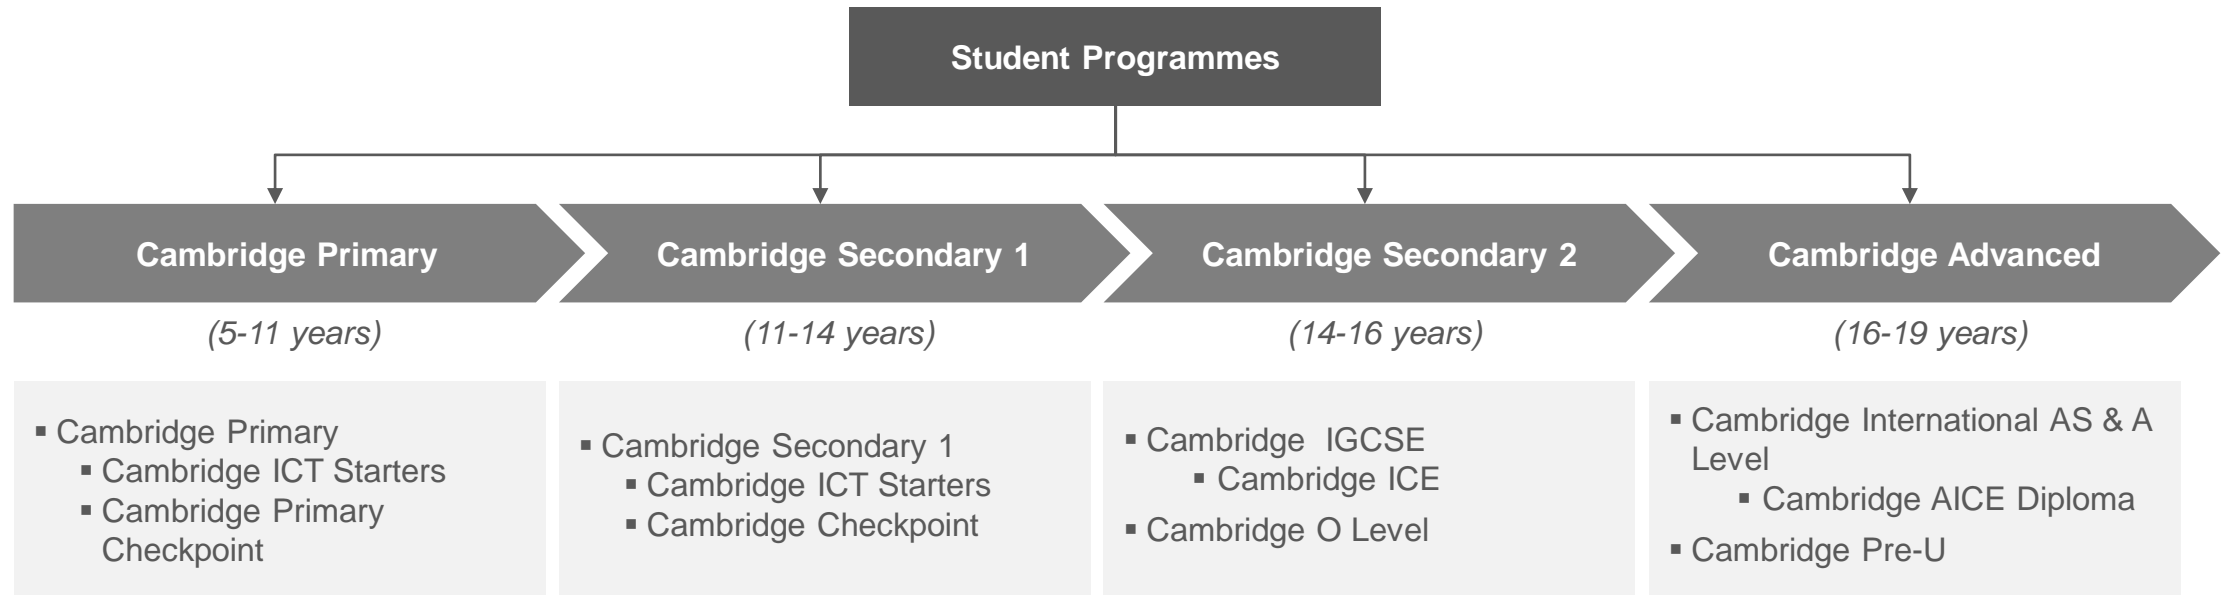 Student Programmes
Cambridge Primary
Cambridge Secondary 1
Cambridge Secondary 2
Cambridge Advanced
(5-11 years)
(11-14 years)
(14-16 years)
(16-19 years)
▪ Cambridge Primary
▪ Cambridge ICT Starters
▪ Cambridge Primary
Checkpoint
▪ Cambridge Secondary 1
▪ Cambridge ICT Starters
▪ Cambridge Checkpoint
▪ Cambridge IGCSE
▪ Cambridge ICE
▪ Cambridge O Level
▪ Cambridge International AS & A
Level
▪ Cambridge AICE Diploma
▪ Cambridge Pre-U